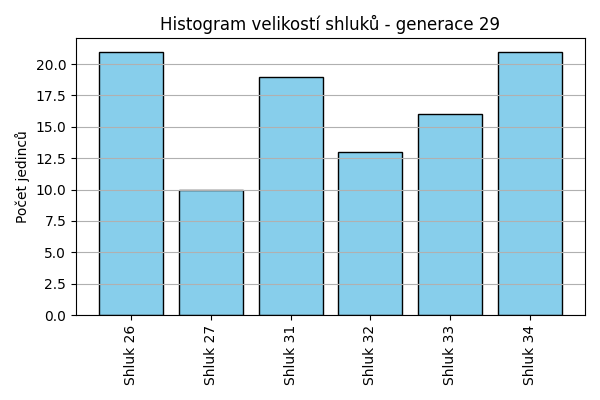 Histogram velikostí shluků - generace 29
Počet jedinců
20.0
17.5
15.0
12.5
10.0
7.5
5.0
2.5
0.0
Shluk 26
Shluk 27
Shluk 31
Shluk 32
Shluk 33
Shluk 34